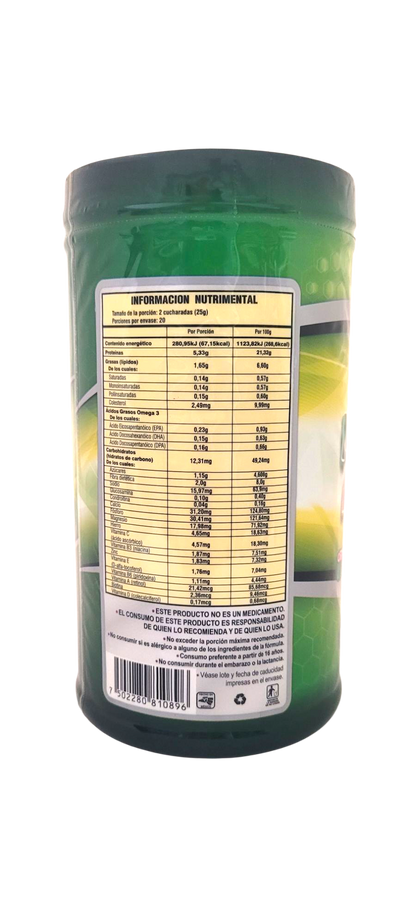 INFORMACION NUTRIMENTAL
Tamaño de la porción: 2 cucharadas (25g)
Porciones por envase: 20
Por Porción Por 100g
Contenido energético 280,95kJ (67,15kcal) 1123,82kJ (268,6kcal)
Proteínas 5,33g 21,33g
Grasas (lípidos) 1,65g 6,60g
De los cuales:
Saturadas 0,14g 0,57g
Monoinsaturadas 0,14g 0,57g
Poliinsaturadas 0,15g 0,60g
Colesterol 2,49mg 9,99mg
Ácidos Grasos Omega 3
De los cuales:
Ácido Eicosapentanóico (EPA) 0,23g 0,93g
Ácido Docosahexanóico (DHA) 0,15g 0,63g
Ácido Docosapentanóico (DPA) 0,16g 0,66g
Carbohidratos
(hidratos de carbono) 12,31mg 49,24mg
De los cuales:
Azúcares 1,15g
Fibra dietética 2,0g 8,0g
Sodio 15,97mg
Glucosamina 0,10g 0,40g
Condroitina 0,04g 0,16g
Calcio 31,20mg 124,80mg
Fósforo 30,41mg 121,64mg
Magnesio 17,98mg 71,92mg
Hierro 4,65mg 18,63mg
Vitamina C
(ácido ascórbico) 4,57mg 18,30mg
Vitamina B3 (niacina) 1,87mg 7,51mg
Zinc 1,83mg 7,32mg
Vitamina E
(Dl-alfa-tocoferol) 1,76mg 7,04mg
Vitamina B6 (piridoxina) 1,11mg 4,44mg
Vitamina A (retinol) 21,42mcg 85,68mcg
Biotina 2,36mcg 9,46mcg
Vitamina D (colecalciferol) 0,17mcg 0,68mcg
•ESTE PRODUCTO NO ES UN MEDICAMENTO.
•EL CONSUMO DE ESTE PRODUCTO ES RESPONSABILIDAD
DE QUIEN LO RECOMIENDA Y DE QUIEN LO USA.
•No exceder la porción máxima recomendada.
•No consumir si es alérgico a alguno de los ingredientes de la fórmula.
•Consumo preferente a partir de 16 años.
•No consumir durante el embarazo o la lactancia.
•Véase lote y fecha de caducidad
impresas en el envase.
7 502280 810896